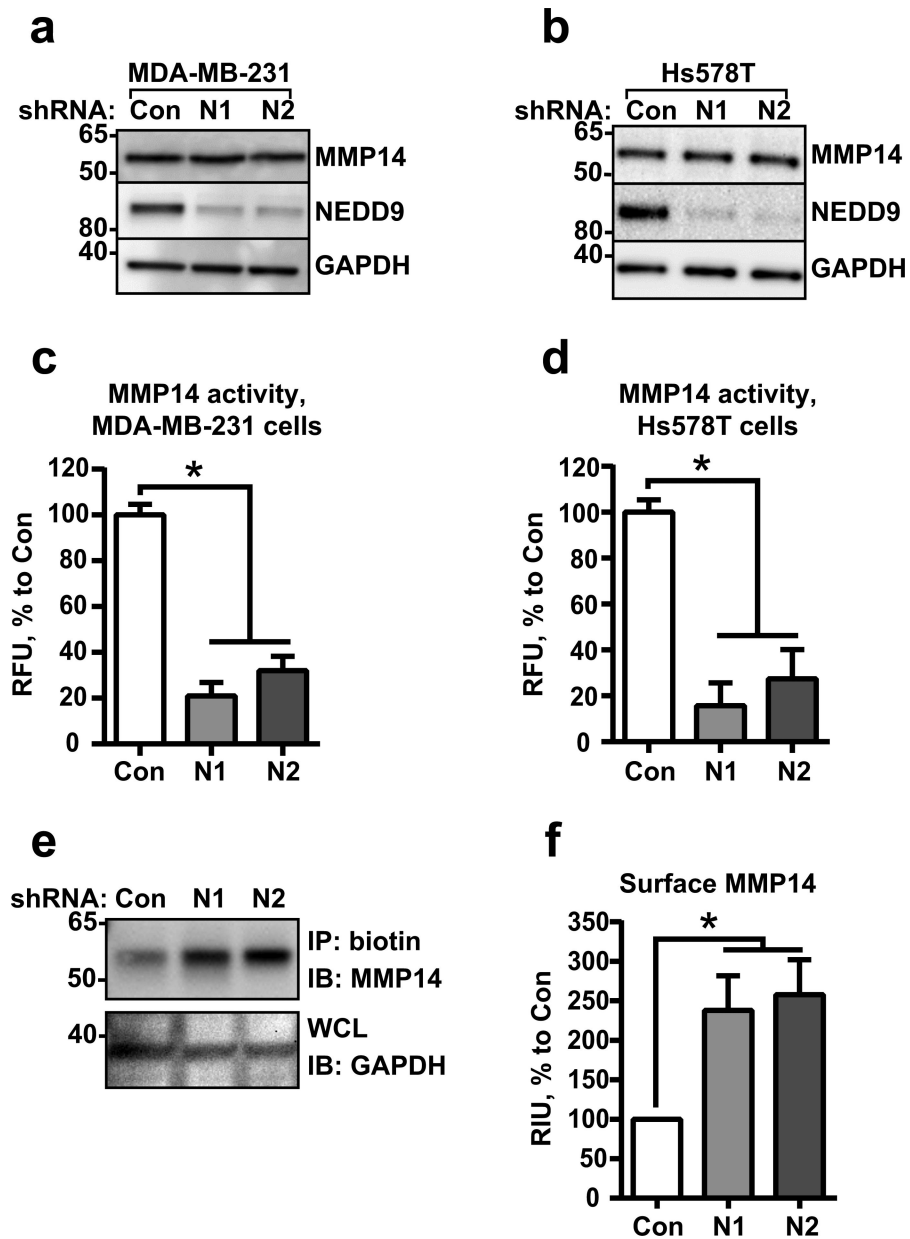 a
MDA-MB-231
shRNA: Con N1 N2
65
50
MMP14
80
NEDD9
40
GAPDH
b
Hs578T
shRNA: Con N1 N2
65
50
MMP14
80
NEDD9
40
GAPDH
c
MMP14 activity,
MDA-MB-231 cells
RFU, % to Con
120
100
80
60
40
20
0
*
Con N1 N2
d
MMP14 activity,
Hs578T cells
RFU, % to Con
120
100
80
60
40
20
0
*
Con N1 N2
e
shRNA: Con N1 N2
65
50
IP: biotin
IB: MMP14
40
WCL
IB: GAPDH
f
Surface MMP14
RIU, % to Con
350
300
250
200
150
100
50
0
*
Con N1 N2